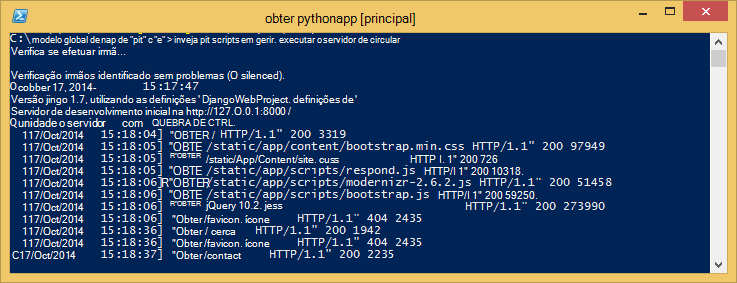 obter pythonapp [principal]
C:\ modelo global denap de "pit" c "e" > inveja pit scripts em gerir. executar o servidor de circular
Verifica se efetuar irmã...
Verificação irmãos identificado sem problemas (O silenced).
Ocobber 17, 2014- 15:17:47
Versão jingo 1.7, utilizando as definições ' DjangoWebProject. definições de '
Servidor de desenvolvimento inicial na http://127.O.0.1:8000 /
Qunidade o servidor com QUEBRA DE CTRL.
117/Oct/2014 15:18:04] "OBTER / HTTP/1.1" 200 3319
117/Oct/2014 15:18:05] "OBTE /static/app/content/bootstrap.min.css HTTP/1.1" 200 97949
117/Oct/2014 15:18:05] R"OBTER /static/App/Content/site. cuss HTTP I. 1" 200 726
117/Oct/2014 15:18:05] "OBTE /static/app/scripts/respond.js HTTP/l 1" 200 10318.
117/Oct/2014 15:18:06]R"OBTER/static/app/scripts/modernizr-2.6.2.js HTTP/1.1" 200 51458
117/Oct/2014 15:18:06] "OBTE /static/app/scripts/bootstrap.js HTTP/l 1" 200 59250.
117/Oct/2014 15:18:06] R"OBTER jQuery 10.2. jess HTTP/1.1" 200 273990
117/Oct/2014 15:18:06] "Obter/favicon. ícone HTTP/1.1" 404 2435
117/Oct/2014 15:18:36] "Obter / cerca HTTP/1.1" 200 1942
117/Oct/2014 15:18:36] "Obter/favicon. ícone HTTP/1.1" 404 2435
C17/Oct/2014 15:18:37] "Obter /contact HTTP/1.1" 200 2235